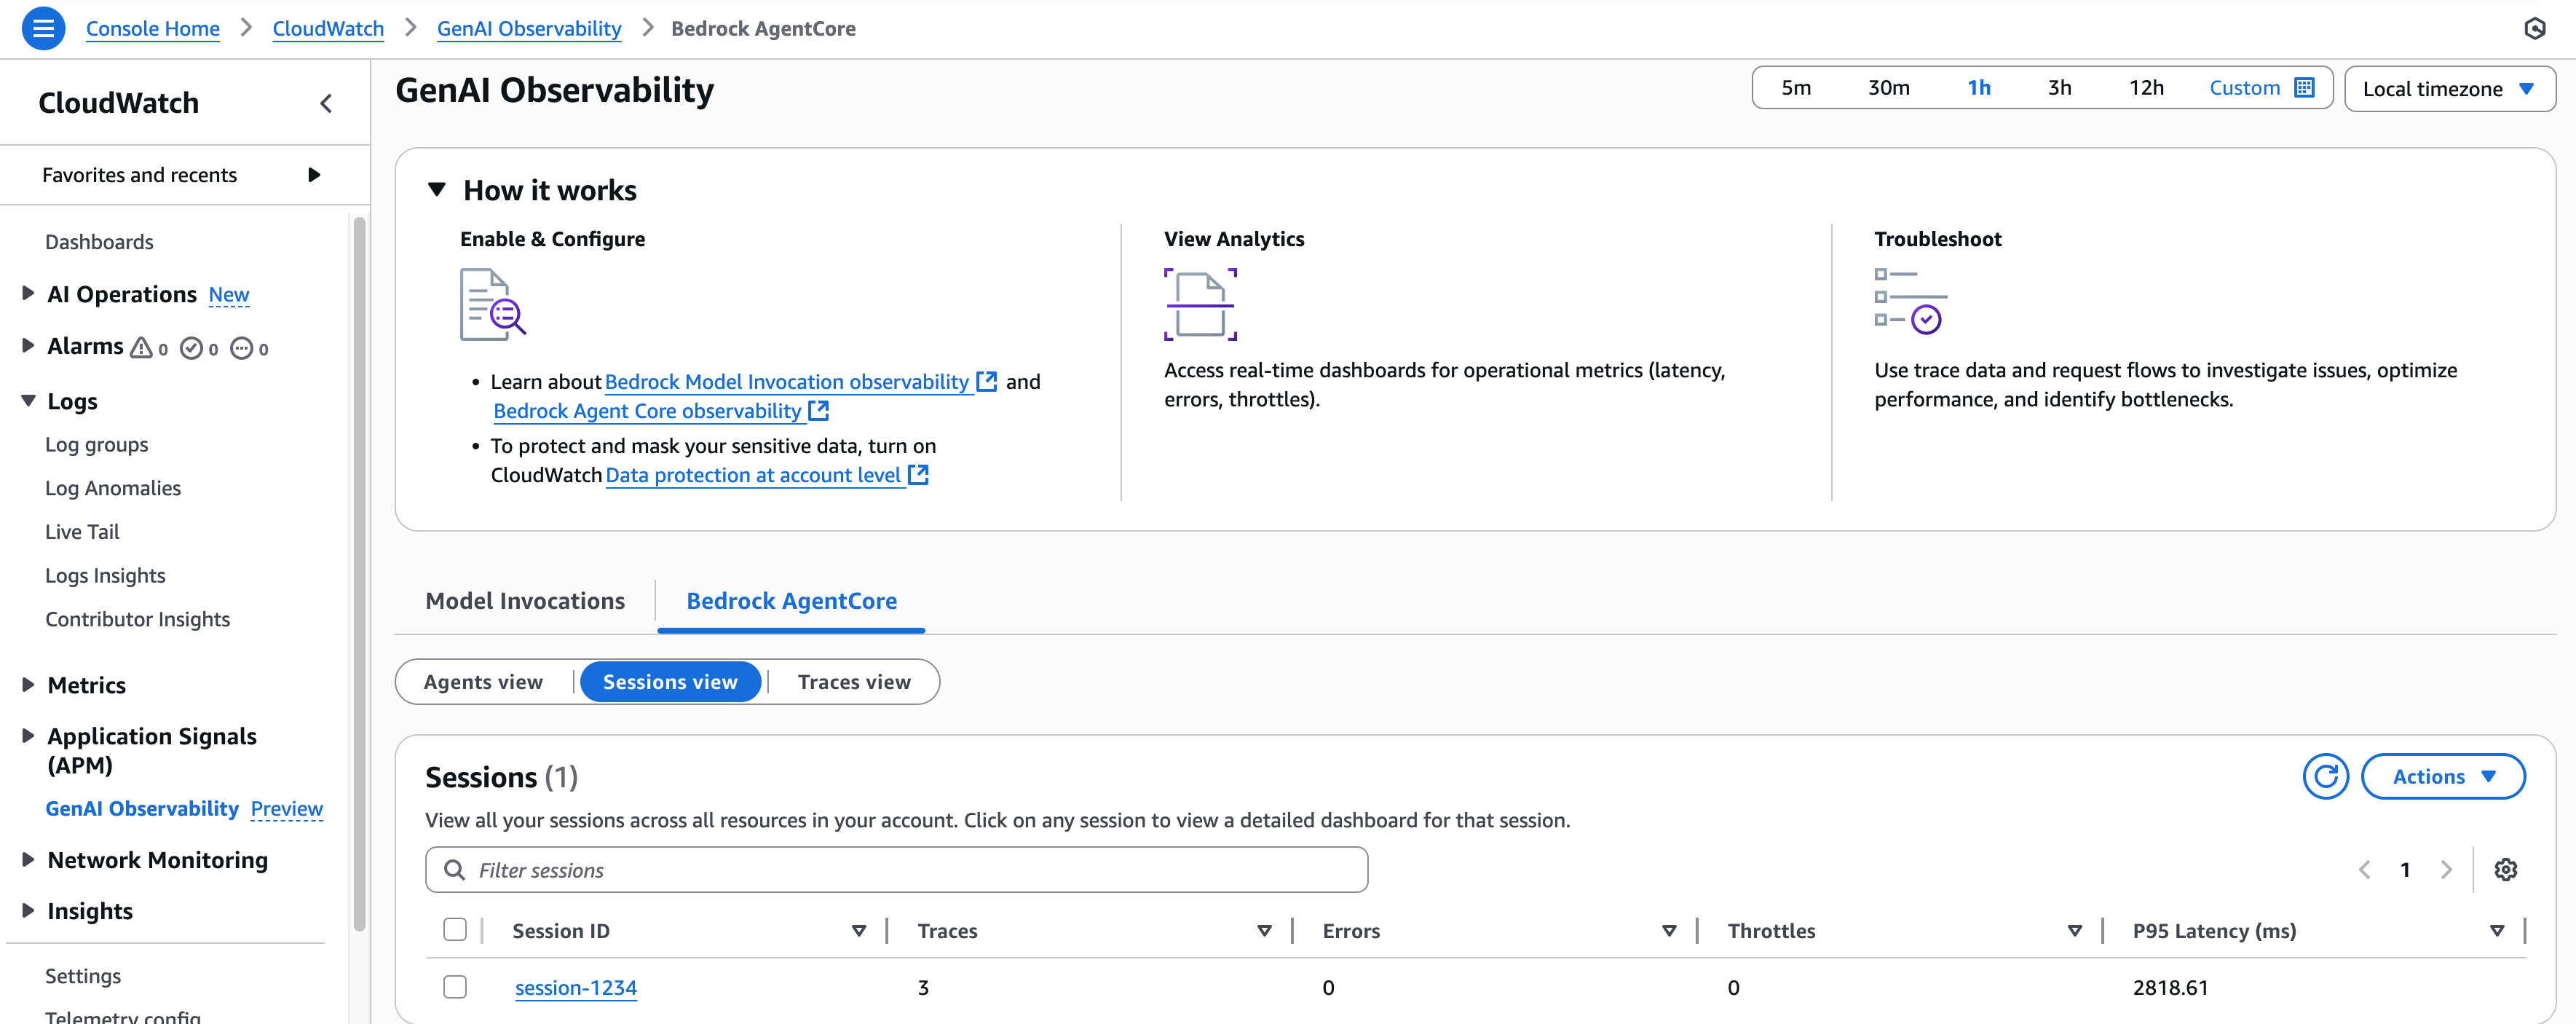 Console Home > CloudWatch > GenAI Observability > Bedrock AgentCore
CloudWatch
Favorites and recents
Dashboards
AI Operations New
Alarms 0 0 0
Logs
Log groups
Log Anomalies
Live Tail
Logs Insights
Contributor Insights
Metrics
Application Signals
(APM)
GenAI Observability Preview
Network Monitoring
Insights
Settings
Telemetry config
GenAI Observability
5m 30m 1h 3h 12h Custom Local timezone
How it works
Enable & Configure
Learn about Bedrock Model Invocation observability and
Bedrock Agent Core observability
To protect and mask your sensitive data, turn on
CloudWatch Data protection at account level
View Analytics
Access real-time dashboards for operational metrics (latency,
errors, throttles).
Troubleshoot
Use trace data and request flows to investigate issues, optimize
performance, and identify bottlenecks.
Model Invocations Bedrock AgentCore
Agents view Sessions view Traces view
Sessions (1)
Actions
View all your sessions across all resources in your account. Click on any session to view a detailed dashboard for that session.
Filter sessions
1
Session ID Traces Errors Throttles P95 Latency (ms)
session-1234 3 0 0 2818.61